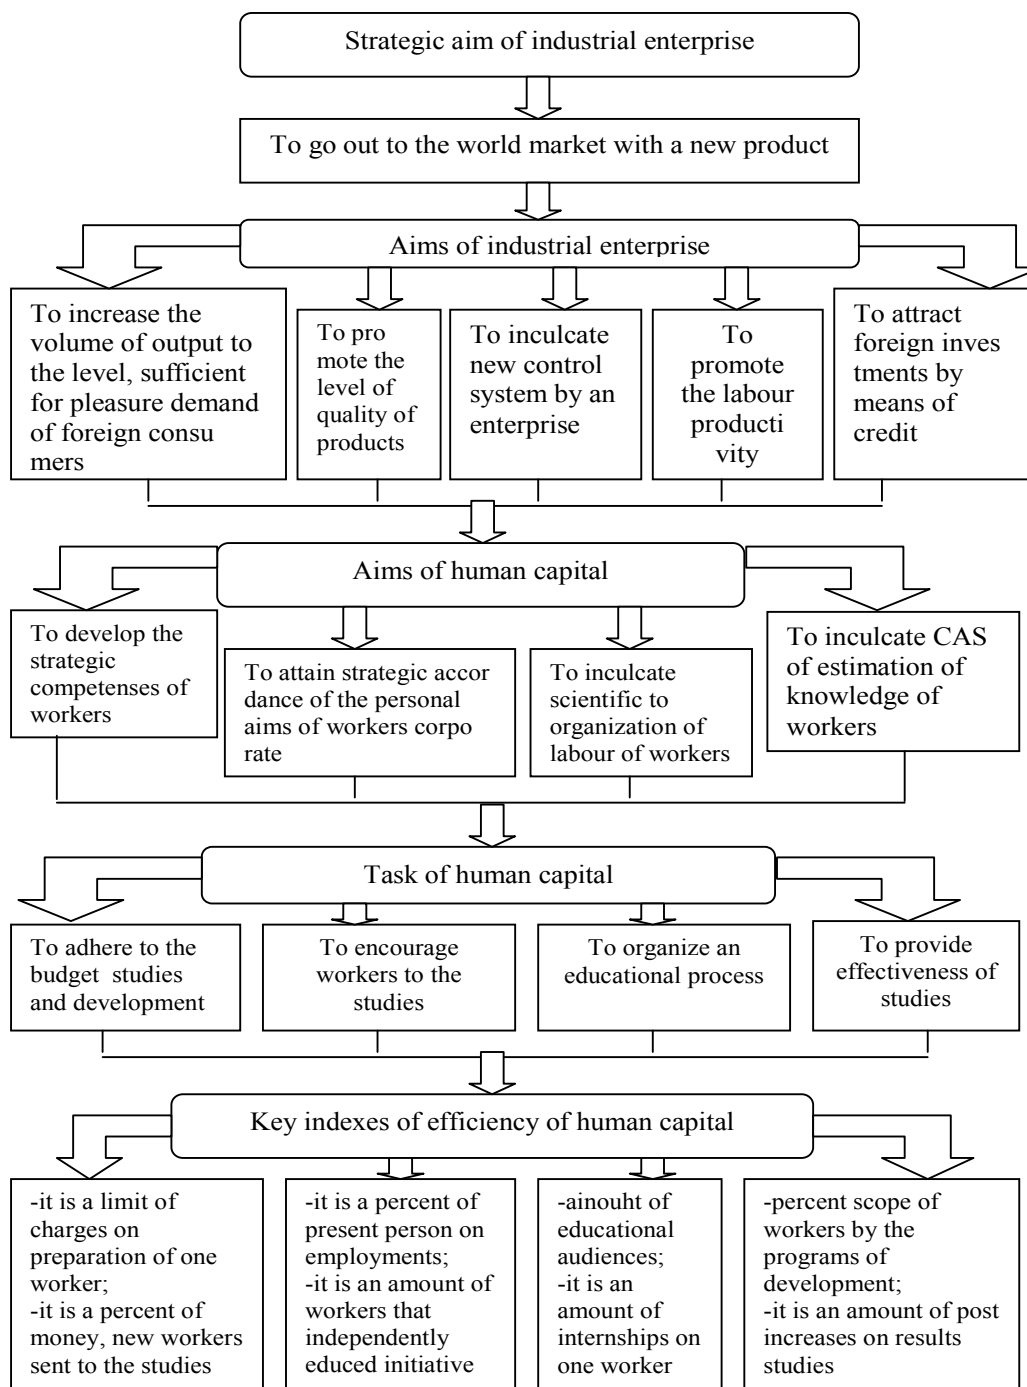 Strategic aim of industrial enterprise
To go out to the world market with a new product
Aims of industrial enterprise
To increase the
volume of output to
the level, sufficient
for pleasure demand
of foreign consu
mers
To pro
mote the
level of
quality of
products
To inculcate
new control
system by an
enterprise
To
promote
the labour
producti
vity
To attract
foreign inves
tments by
means of
credit
Aims of human capital
To develop the
strategic
competenses of
workers
To attain strategic accor
dance of the personal
aims of workers corpo
rate
To inculcate
scientific to
organization of
labour of workers
To inculcate CAS
of estimation of
knowledge of
workers
Task of human capital
To adhere to the
budget studies
and development
To encourage
workers to the
studies
To organize an
educational process
To provide
effectiveness of
studies
Key indexes of efficiency of human capital
-it is a limit of
charges on
preparation of one
worker;
-it is a percent of
money, new workers
sent to the studies
-it is a percent of
present person on
employments;
-it is an amount of
workers that
independently
educed initiative
-ainouht of
educational
audiences;
-it is an
amount of
internships on
one worker
-percent scope of
workers by the
programs of
development;
-it is an amount of post
increases on results
studies